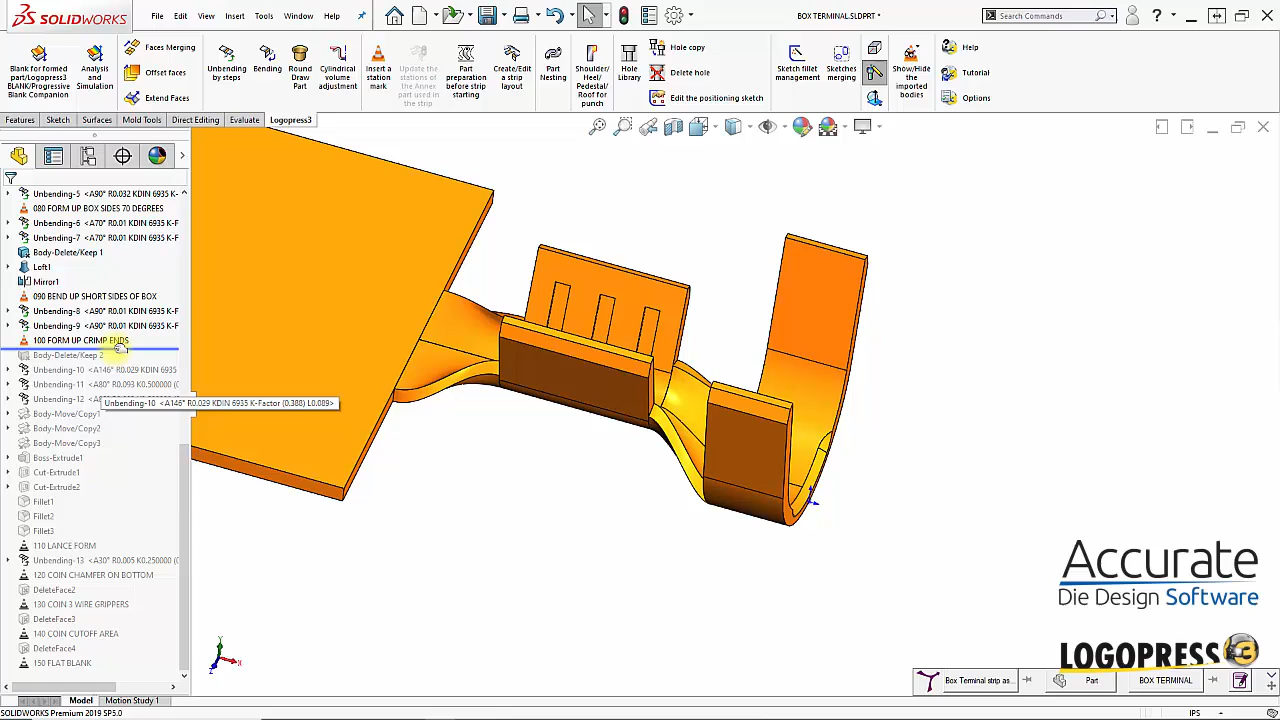 SOLIDWORKS File Edit View Insert Tools Window Help BOX TERMINAL.SLDPRT * Search Commands ?
Blank for formed part/Logopress3 BLANK/Progressive Blank Companion
Analysis and Simulation
Faces Merging
Offset faces
Extend Faces
Unbending by steps
Bending
Round Draw Part
Cylindrical volume adjustment
Insert station mark
Update the stations of the Annex part used in the strip
Part preparation before strip starting
Create/Edit a strip layout
Part Nesting
Shoulder/ Heel/ Pedestal/ Roof for punch
Hole Library
Hole copy
Delete hole
Edit the positioning sketch
Sketch fillet management
Sketches merging
Show/Hide the imported bodies
Help
Tutorial
Options
Features Sketch Surfaces Mold Tools Direct Editing Evaluate Logopress3
Unbending-5 <A90° R0.032 KDIN 6935 K-
080 FORM UP BOX SIDES 70 DEGREES
Unbending-6 <A70° R0.01 KDIN 6935 K-F
Unbending-7 <A70° R0.01 KDIN 6935 K-F
Body-Delete/Keep 1
Loft1
Mirror1
090 BEND UP SHORT SIDES OF BOX
Unbending-8 <A90° R0.01 KDIN 6935 K-F
Unbending-9 <A90° R0.01 KDIN 6935 K-F
100 FORM UP CRIMP ENDS
Body-Delete/Keep 2
Unbending-10 <A146° R0.029 KDIN 6935
Unbending-11 <A80° R0.093 K0.500000 (0
Unbending-12
Unbending-10 <A146° R0.029 KDIN 6935 K-Factor (0.388) L0.089>
Body-Move/Copy1
Body-Move/Copy2
Body-Move/Copy3
Boss-Extrude1
Cut-Extrude1
Cut-Extrude2
Fillet1
Fillet2
Fillet3
110 LANCE FORM
Unbending-13 <A30° R0.005 K0.250000 (0
120 COIN CHAMFER ON BOTTOM
DeleteFace2
130 COIN 3 WIRE GRIPPERS
DeleteFace3
140 COIN CUTOFF AREA
DeleteFace4
150 FLAT BLANK
Y
X
Z
Accurate
Die Design Software
LOGOPRESS3
Box Terminal strip as... Part BOX TERMINAL
Model Motion Study 1
SOLIDWORKS Premium 2019 SP5.0 IPS